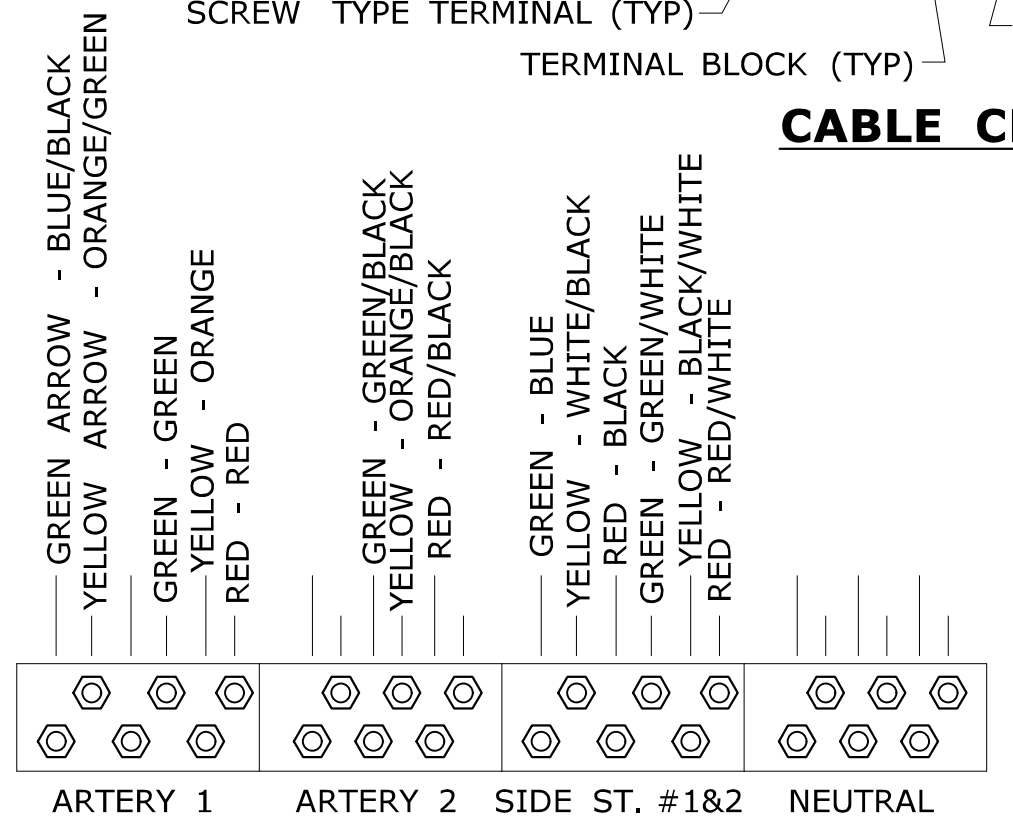 SCREW TYPE TERMINAL (TYP)
TERMINAL BLOCK (TYP)
CABLE
GREEN ARROW - BLUE/BLACK
YELLOW ARROW - ORANGE/GREEN
GREEN - GREEN
YELLOW - ORANGE
RED - RED
GREEN - GREEN/BLACK
YELLOW - ORANGE/BLACK
RED - RED/BLACK
GREEN - BLUE
YELLOW - WHITE/BLACK
RED - BLACK
GREEN - GREEN/WHITE
YELLOW - BLACK/WHITE
RED - RED/WHITE
ARTERY 1
ARTERY 2
SIDE ST. #1&2
NEUTRAL